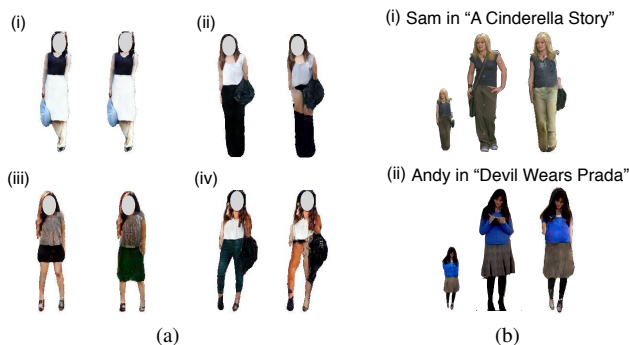 (i)
(ii)
(iii)
(iv)
(a)
(i) Sam in “A Cinderella Story”
(ii) Andy in “Devil Wears Prada”
(b)